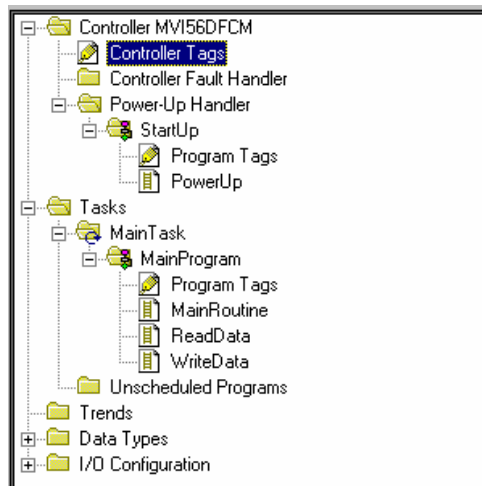 Controller MVI56DFCM
Controller Tags
Controller Fault Handler
Power-Up Handler
StartUp
Program Tags
PowerUp
Tasks
MainTask
MainProgram
Program Tags
MainRoutine
ReadData
WriteData
Unscheduled Programs
Trends
Data Types
I/O Configuration